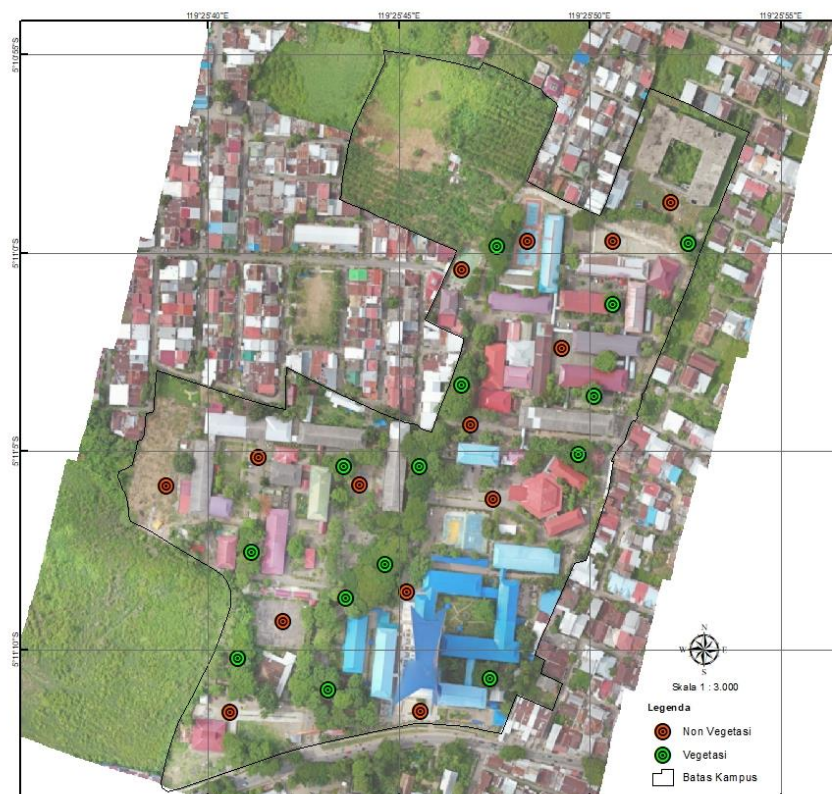 119°25'40"E 119°25'45"E 119°25'50"E 119°25'55"E
5°10'55"S
5°11'0"S
5°11'5"S
5°11'10"S
N
W E
S
Skala 1 : 3.000
Legenda
Non Vegetasi
Vegetasi
Batas Kampus